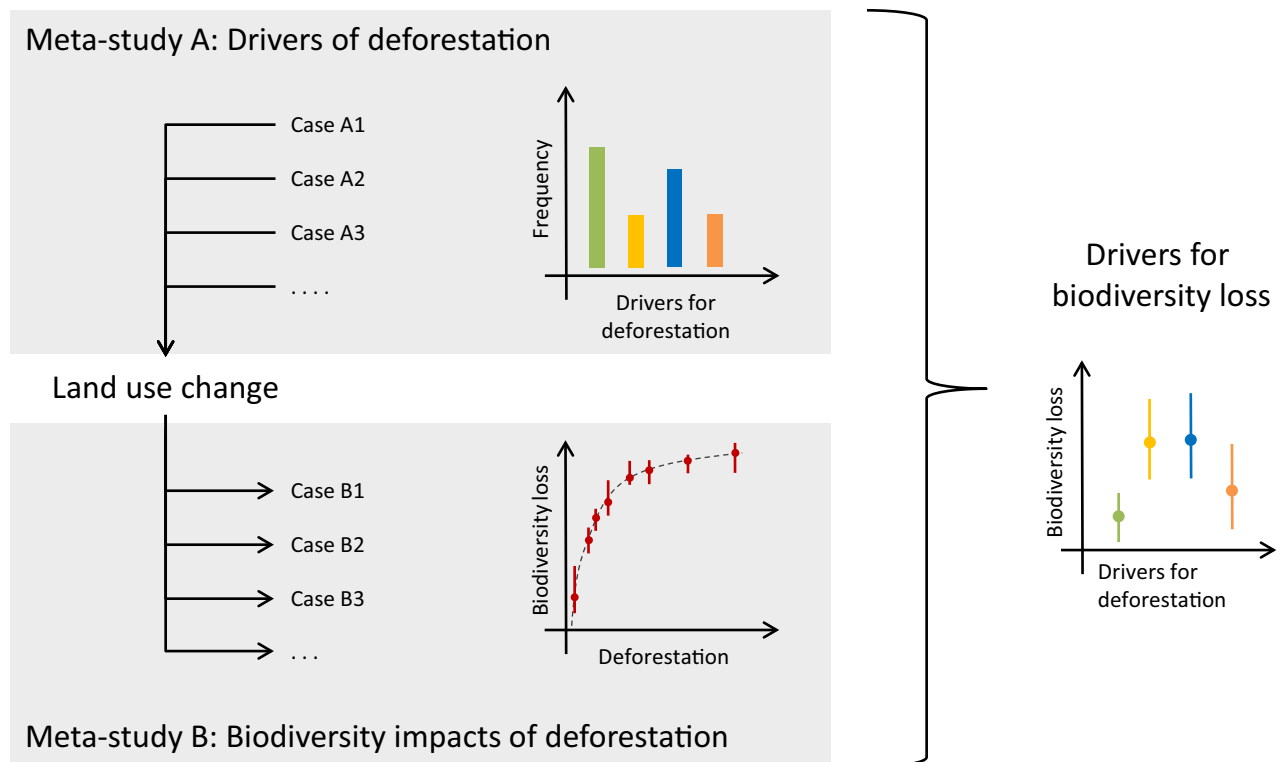 Meta-study A: Drivers of deforestation
Case A1
Case A2
Case A3
. . . .
Frequency
Drivers for
deforestation
Land use change
Case B1
Case B2
Case B3
. . .
Biodiversity loss
Deforestation
Meta-study B: Biodiversity impacts of deforestation
Drivers for
biodiversity loss
Biodiversity loss
Drivers for
deforestation